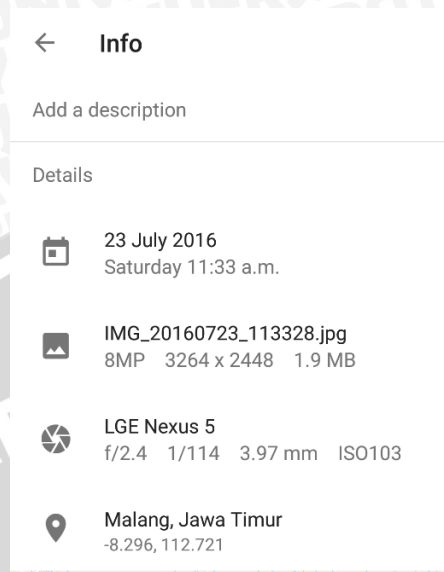 Info
Add a description
Details
23 July 2016
Saturday 11:33 a.m.
IMG_20160723_113328.jpg
8MP 3264 x 2448 1.9 MB
LGE Nexus 5
f/2.4 1/114 3.97 mm ISO103
Malang, Jawa Timur
-8.296, 112.721